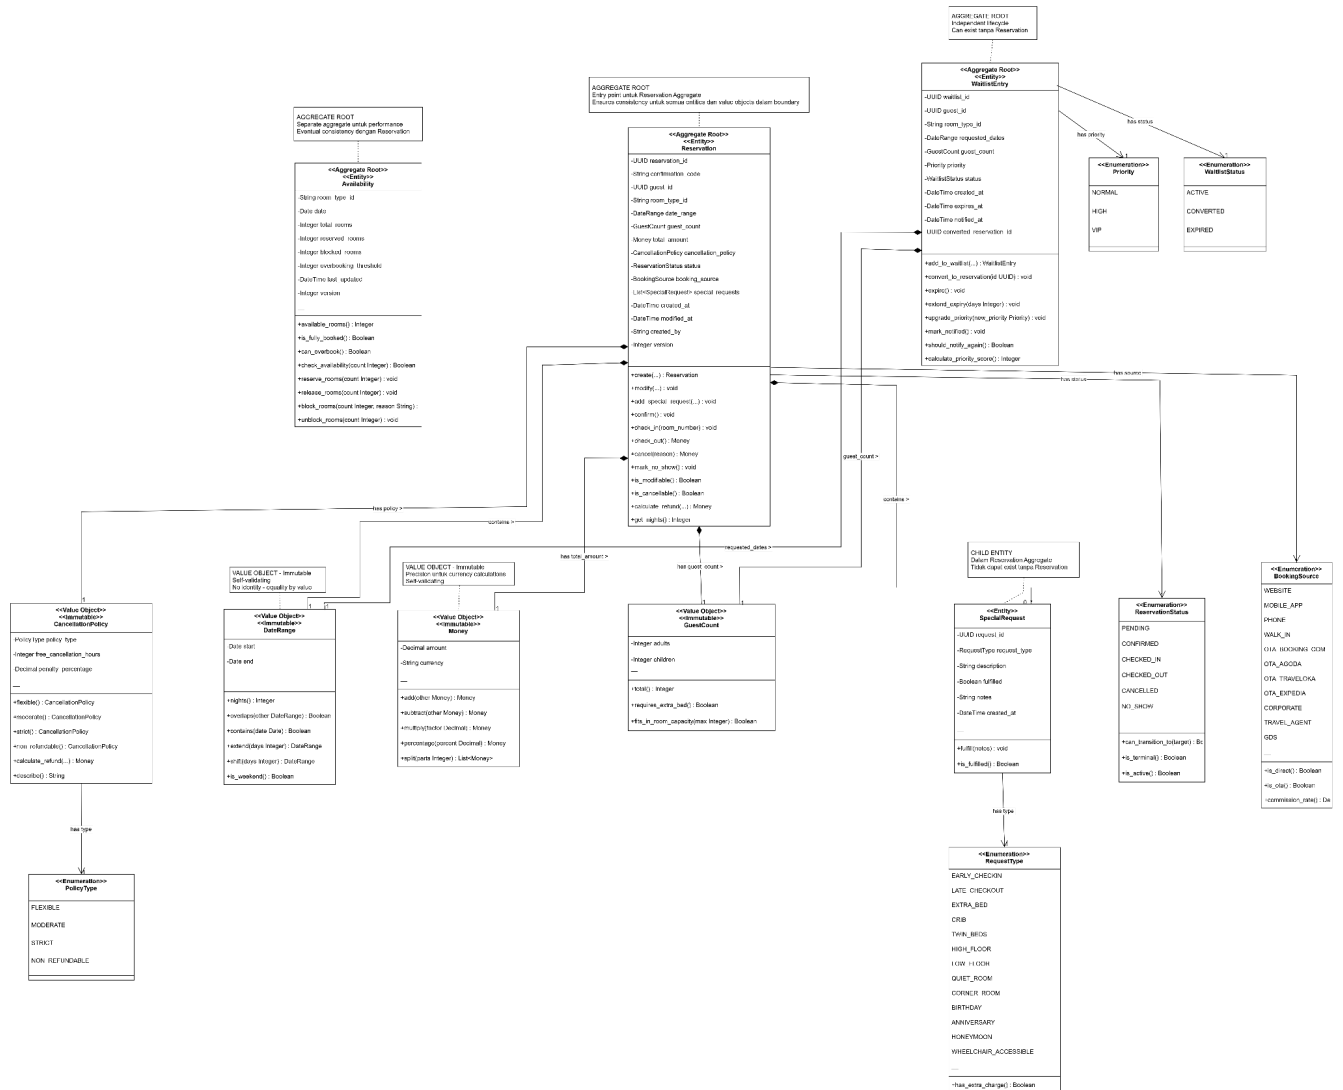 AGGREGATE ROOT
Independent lifecycle
Can exist tanpa Reservation
<<Aggregate Root>>
<<Entity>>
WaitlistEntry
-UUID waitlist_id
-UUID guest_id
-String room_type_id
-DateRange requested_dates
-GuestCount guest_count
-Priority priority
-WaitlistStatus status
-DateTime created_at
-DateTime expires_at
-DateTime notified_at
UUID converted_reservation_id
+add_to_waitlist(...) : WaitlistEntry
+convert_to_reservation(id UUID) : void
+expire() : void
+extend_expiry(days Integer) : void
+upgrade_priority(new_priority Priority) : void
+mark_notified() : void
+should_notify_again() : Boolean
+calculate_priority_score() : Integer
has priority
has status
1
1
<<Enumeration>>
Priority
NORMAL
HIGH
VIP
<<Enumeration>>
WaitlistStatus
ACTIVE
CONVERTED
EXPIRED
AGGREGATE ROOT
Entry point untuk Reservation Aggregate
Ensures consistency untuk semua entities dan value objects dalam boundary
<<Aggregate Root>>
<<Entity>>
Reservation
-UUID reservation_id
-String confirmation_code
-UUID guest_id
-String room_type_id
-DateRange date_range
-GuestCount guest_count
-Money total_amount
-CancellationPolicy cancellation_policy
-ReservationStatus status
-BookingSource booking_source
List<SpecialRequest> special_requests
-DateTime created_at
-DateTime modified_at
-String created_by
-Integer version
+create(...) : Reservation
+modify(...) : void
+add_special_request(...) : void
+confirm() : void
+check_in(room_number) : void
+check_out() : Money
+cancel(reason) : Money
+mark_no_show() : void
+is_modifiable() : Boolean
+is_cancellable() : Boolean
+calculate_refund(...) : Money
+get_nights() : Integer
AGGREGATE ROOT
Separate aggregate untuk performance
Eventual consistency dengan Reservation
<<Aggregate Root>>
<<Entity>>
Availability
-String room_type_id
-Date date
-Integer total_rooms
-Integer reserved_rooms
-Integer blocked_rooms
-Integer overbooking_threshold
-DateTime last_updated
-Integer version
+available_rooms() : Integer
+is_fully_booked() : Boolean
+can_overbook() : Boolean
+check_availability(count Integer) : Boolean
+reserve_rooms(count Integer) : void
+release_rooms(count Integer) : void
+block_rooms(count Integer, reason String) :
+unblock_rooms(count Integer) : void
has source
has status
guest_count >
contains >
has policy >
contains >
requested_dates >
has total_amount >
has guest_count >
VALUE OBJECT - Immutable
Self-validating
No identity - equality by value
VALUE OBJECT - Immutable
Precision untuk currency calculations
Self-validating
CHILD ENTITY
Dalam Reservation Aggregate
Tidak dapat exist tanpa Reservation
1
1
1
1
1
1
<<Value Object>>
<<Immutable>>
CancellationPolicy
PolicyType policy_type
-Integer free_cancellation_hours
Decimal penalty_percentage
+flexible() : CancellationPolicy
+moderate() : CancellationPolicy
+strict() : CancellationPolicy
+non_refundable() : CancellationPolicy
+calculate_refund(...) : Money
+describe() : String
<<Value Object>>
<<Immutable>>
DateRange
Date start
-Date end
+nights() : Integer
+overlaps(other DateRange) : Boolean
+contains(date Date) : Boolean
+extend(days Integer) : DateRange
+shift(days Integer) : DateRange
+is_weekend() : Boolean
<<Value Object>>
<<Immutable>>
Money
-Decimal amount
-String currency
+add(other Money) : Money
+subtract(other Money) : Money
+multiply(factor Decimal) : Money
+percentage(percent Decimal) : Money
+split(parts Integer) : List<Money>
<<Value Object>>
<<Immutable>>
GuestCount
-Integer adults
-Integer children
+total() : Integer
+requires_extra_bed() : Boolean
+fits_in_room_capacity(max Integer) : Boolean
<<Entity>>
SpecialRequest
-UUID request_id
-RequestType request_type
-String description
-Boolean fulfilled
-String notes
-DateTime created_at
+fulfill(notes) : void
+is_fulfilled() : Boolean
<<Enumeration>>
ReservationStatus
PENDING
CONFIRMED
CHECKED_IN
CHECKED_OUT
CANCELLED
NO_SHOW
+can_transition_to(target) : Bc
+is_terminal() : Boolean
+is_active() : Boolean
<<Enumeration>>
BookingSource
WEBSITE
MOBILE_APP
PHONE
WALK_IN
OTA_BOOKING_COM
OTA_AGODA
OTA_TRAVELOKA
OTA_EXPEDIA
CORPORATE
TRAVEL_AGENT
GDS
+is_direct() : Boolean
+is_ota() : Boolean
+commission_rate() : De
has type
has type
<<Enumeration>>
PolicyType
FLEXIBLE
MODERATE
STRICT
NON_REFUNDABLE
<<Enumeration>>
RequestType
EARLY_CHECKIN
LATE_CHECKOUT
EXTRA_BED
CRIB
TWIN_BEDS
HIGH_FLOOR
LOW_FLOOR
QUIET_ROOM
CORNER_ROOM
BIRTHDAY
ANNIVERSARY
HONEYMOON
WHEELCHAIR_ACCESSIBLE
+has_extra_charge() : Boolean